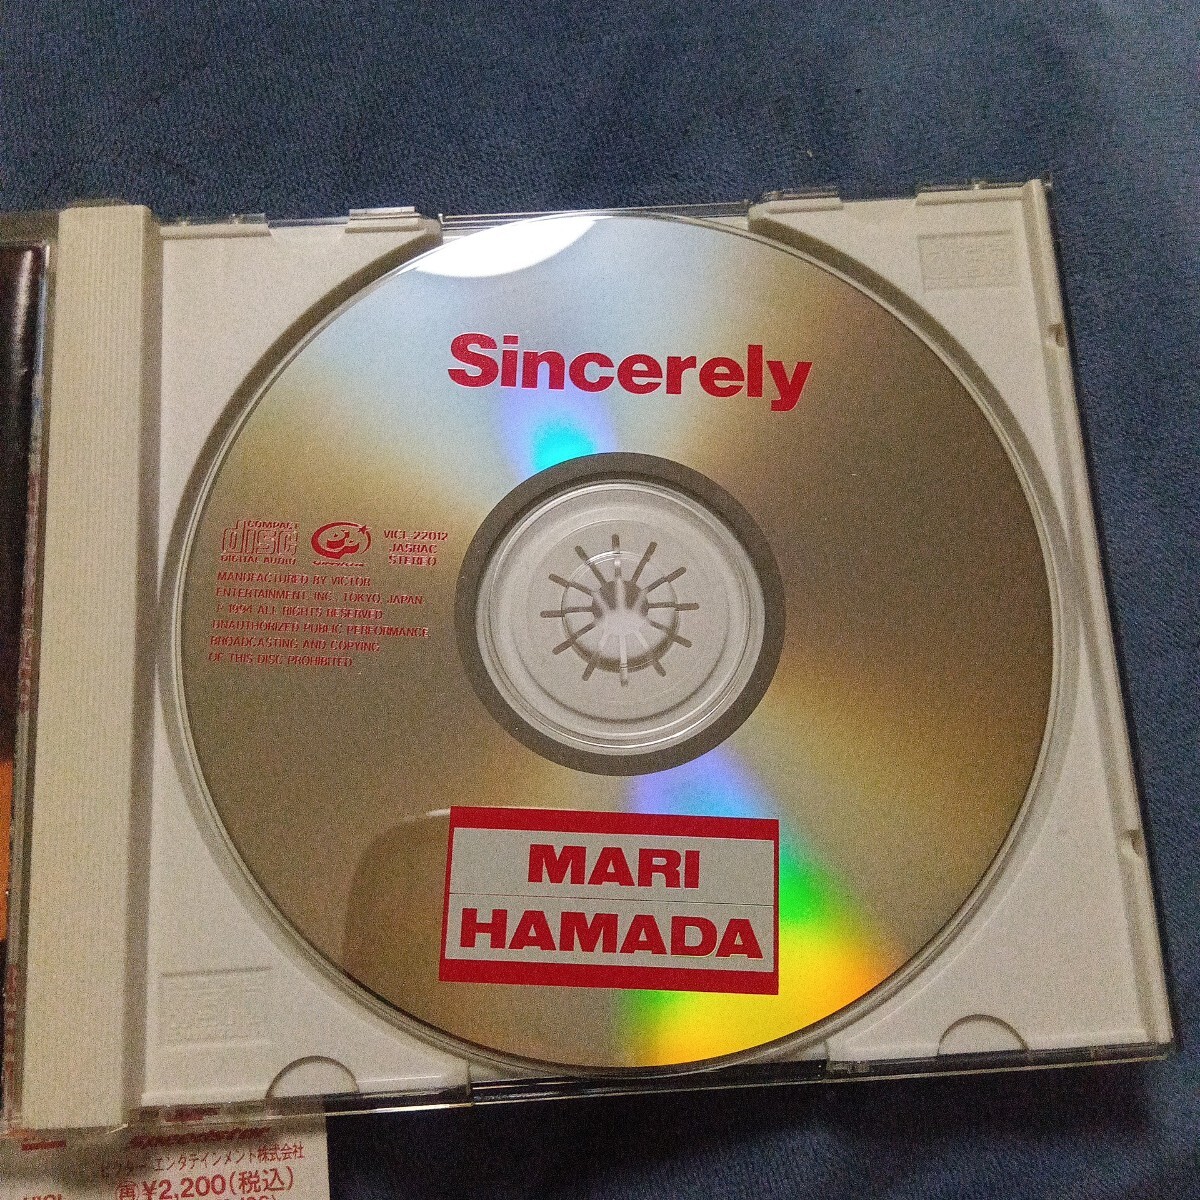 Sincerely
COMPACT
disc
DIGITAL AUDIO
VICL-22012
JASRAC
STEREO
MANUFACTURED BY VICTOR
ENTERTAINMENT, INC., TOKYO, JAPAN
℗ 1994 ALL RIGHTS RESERVED
UNAUTHORIZED PUBLIC PERFORMANCE,
BROADCASTING AND COPYING
OF THIS DISC PROHIBITED
MARI
HAMADA
ビクターエンタテインメント株式会社
¥2,200(税込)